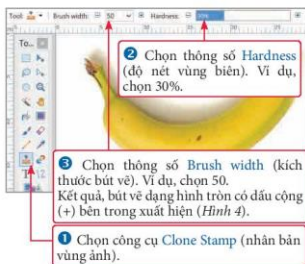 Tool: Brush width: 50 Hardness: 30%
To...
❷ Chọn thông số Hardness
(độ nét vùng biên). Ví dụ,
chọn 30%.
❸ Chọn thông số Brush width (kích
thước bút vẽ). Ví dụ, chọn 50.
Kết quả, bút vẽ dạng hình tròn có dấu cộng
(+) bên trong xuất hiện (Hình 4).
❶ Chọn công cụ Clone Stamp (nhân bản
vùng ảnh).